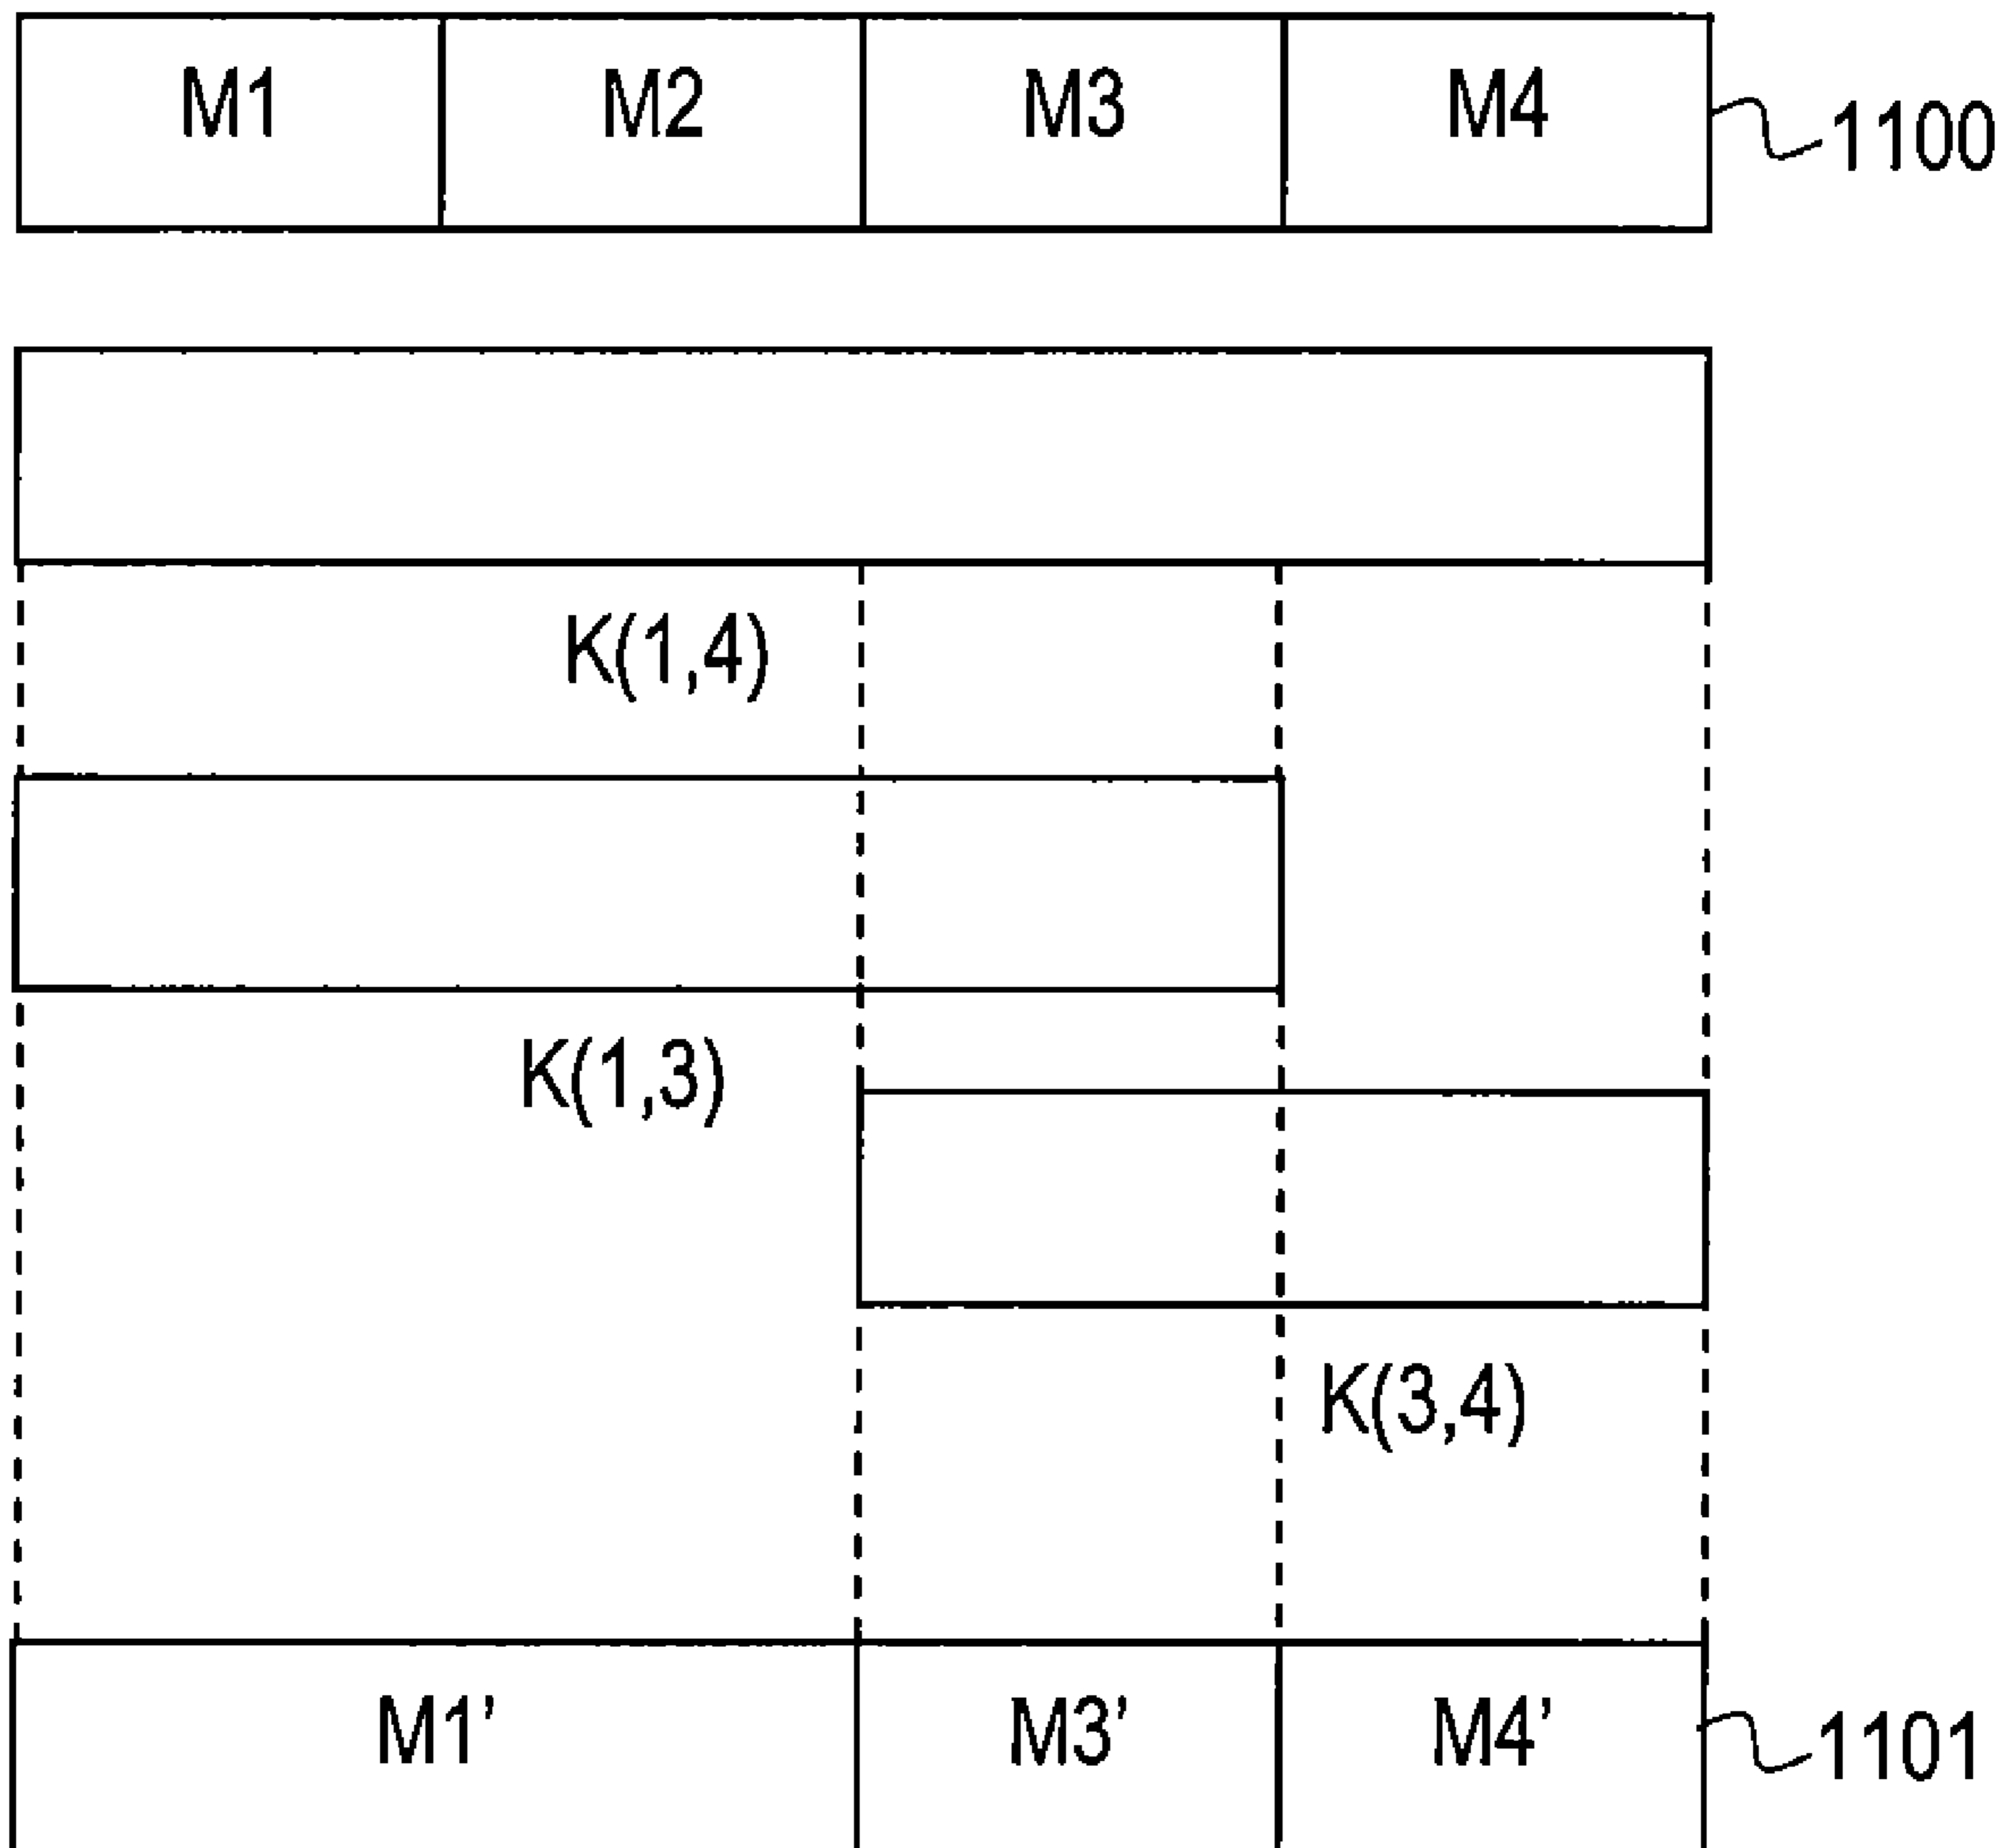 M1 M2 M3 M4 1100
K(1,4)
K(1,3)
K(3,4)
M1’ M3’ M4’ 1101